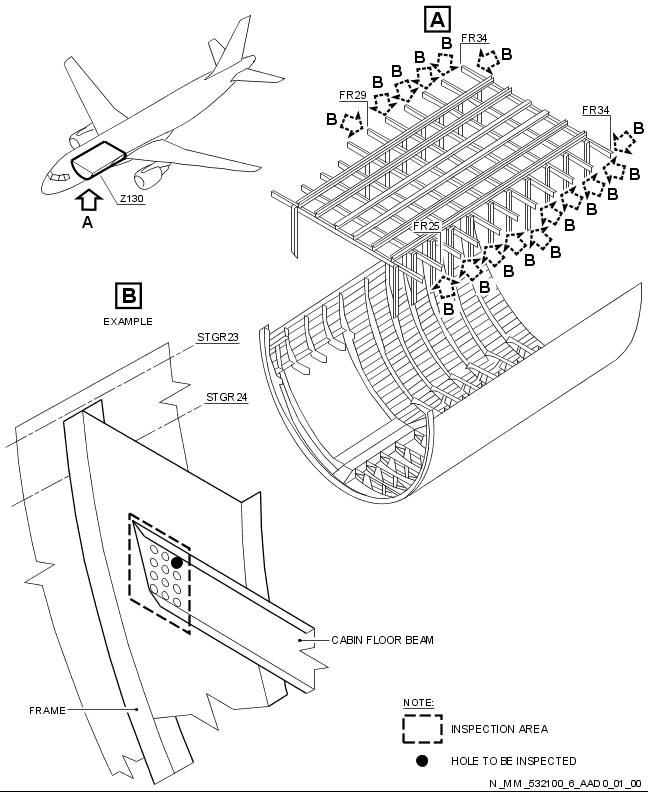 A
FR34
B
B
B
B
B
B
FR29
B
FR34
B
B
B
B
B
B
B
B
B
B
FR25
Z130
A
B
EXAMPLE
STGR23
STGR24
CABIN FLOOR BEAM
FRAME
NOTE:
INSPECTION AREA
HOLE TO BE INSPECTED
N_MM_532100_6_AAD0_01_00